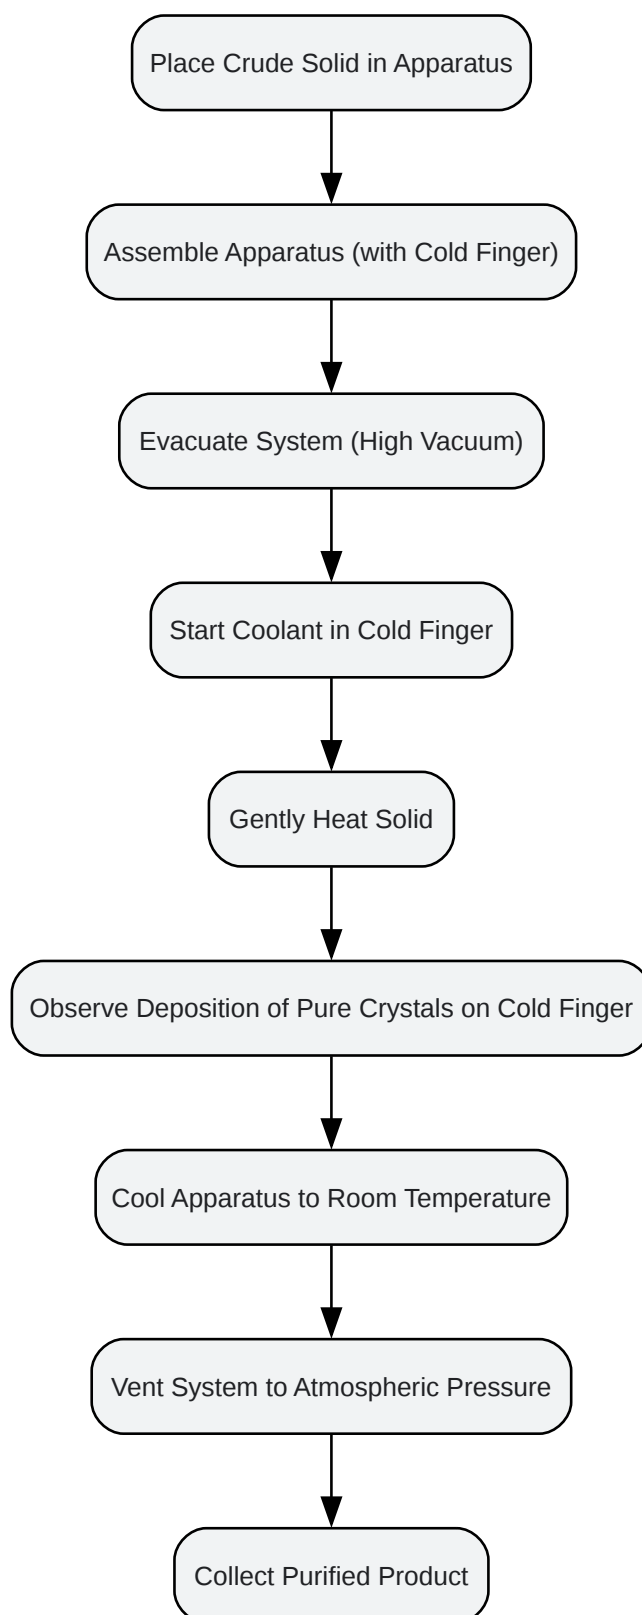 Place Crude Solid in Apparatus
Assemble Apparatus (with Cold Finger)
Evacuate System (High Vacuum)
Start Coolant in Cold Finger
Gently Heat Solid
Observe Deposition of Pure Crystals on Cold Finger
Cool Apparatus to Room Temperature
Vent System to Atmospheric Pressure
Collect Purified Product